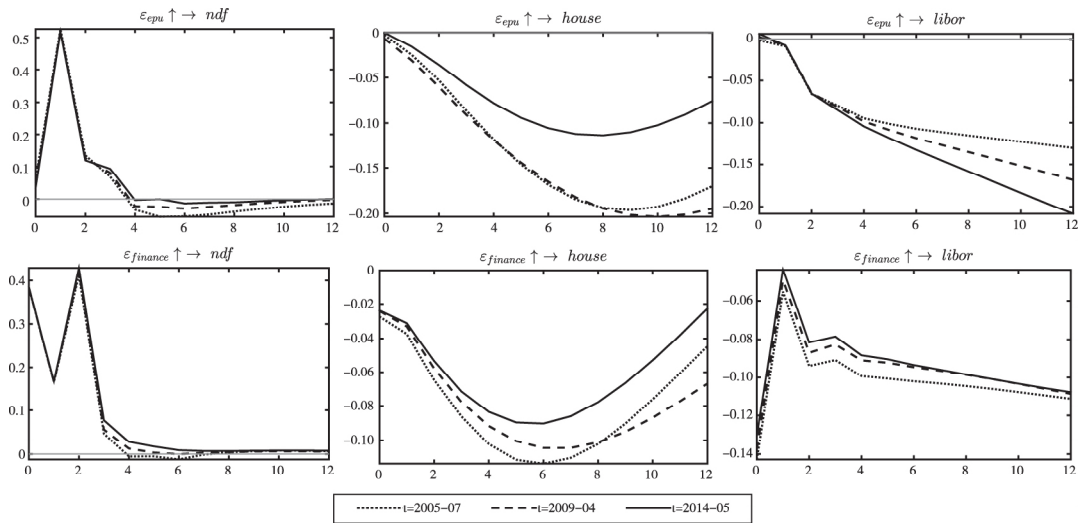 ε_epu ↑ → ndf
ε_epu ↑ → house
ε_epu ↑ → libor
0.5
0.4
0.3
0.2
0.1
0
0 2 4 6 8 10 12
0
−0.05
−0.10
−0.15
−0.20
0 2 4 6 8 10 12
0
−0.05
−0.10
−0.15
−0.20
0 2 4 6 8 10 12
ε_finance ↑ → ndf
ε_finance ↑ → house
ε_finance ↑ → libor
0.4
0.3
0.2
0.1
0
0 2 4 6 8 10 12
0
−0.02
−0.04
−0.06
−0.08
−0.10
0 2 4 6 8 10 12
−0.06
−0.08
−0.10
−0.12
−0.14
0 2 4 6 8 10 12
ι=2005−07 ι=2009−04 ι=2014−05